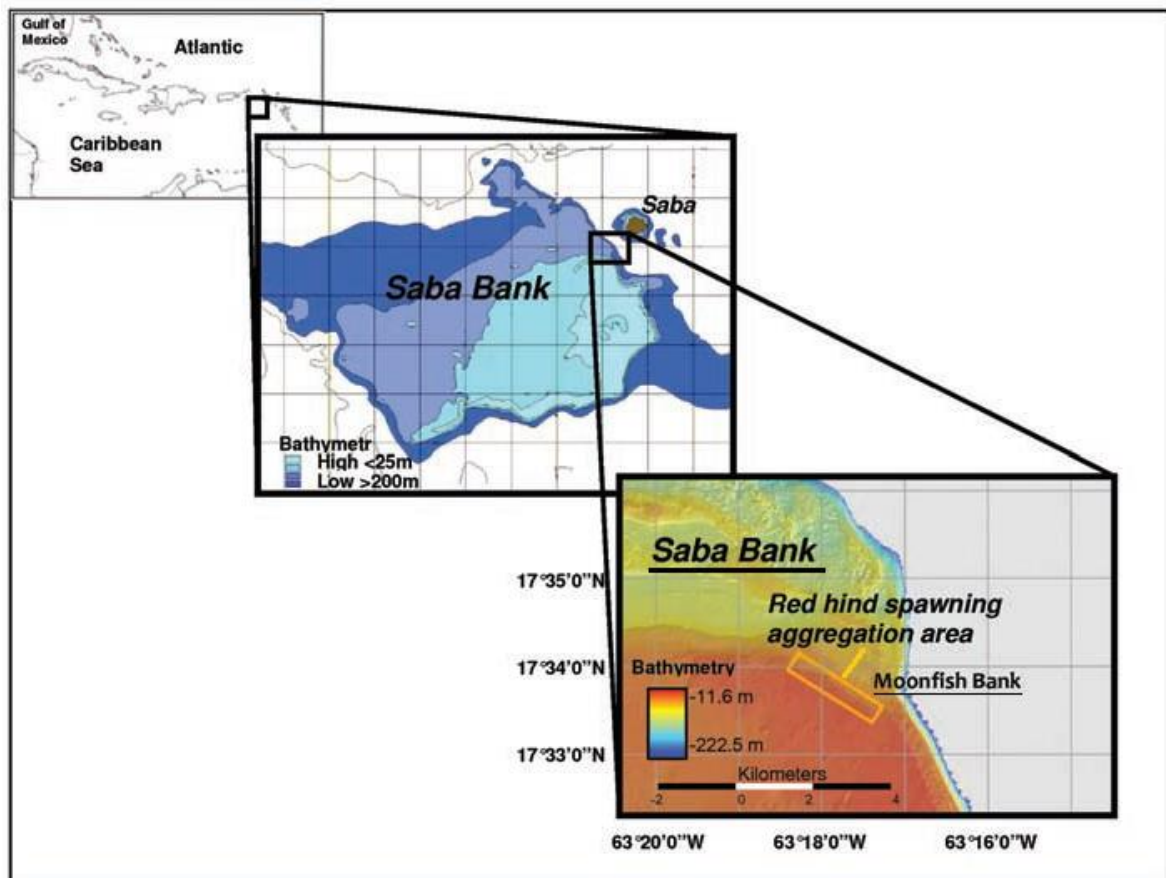 Gulf of
Mexico
Atlantic
Caribbean
Sea
Saba
Saba Bank
Bathymetr
High <25m
Low >200m
Saba Bank
17°35'0"N
Red hind spawning
aggregation area
17°34'0"N
Bathymetry
Moonfish Bank
-11.6 m
-222.5 m
17°33'0"N
Kilometers
-2 0 2 4
63°20'0"W 63°18'0"W 63°16'0"W